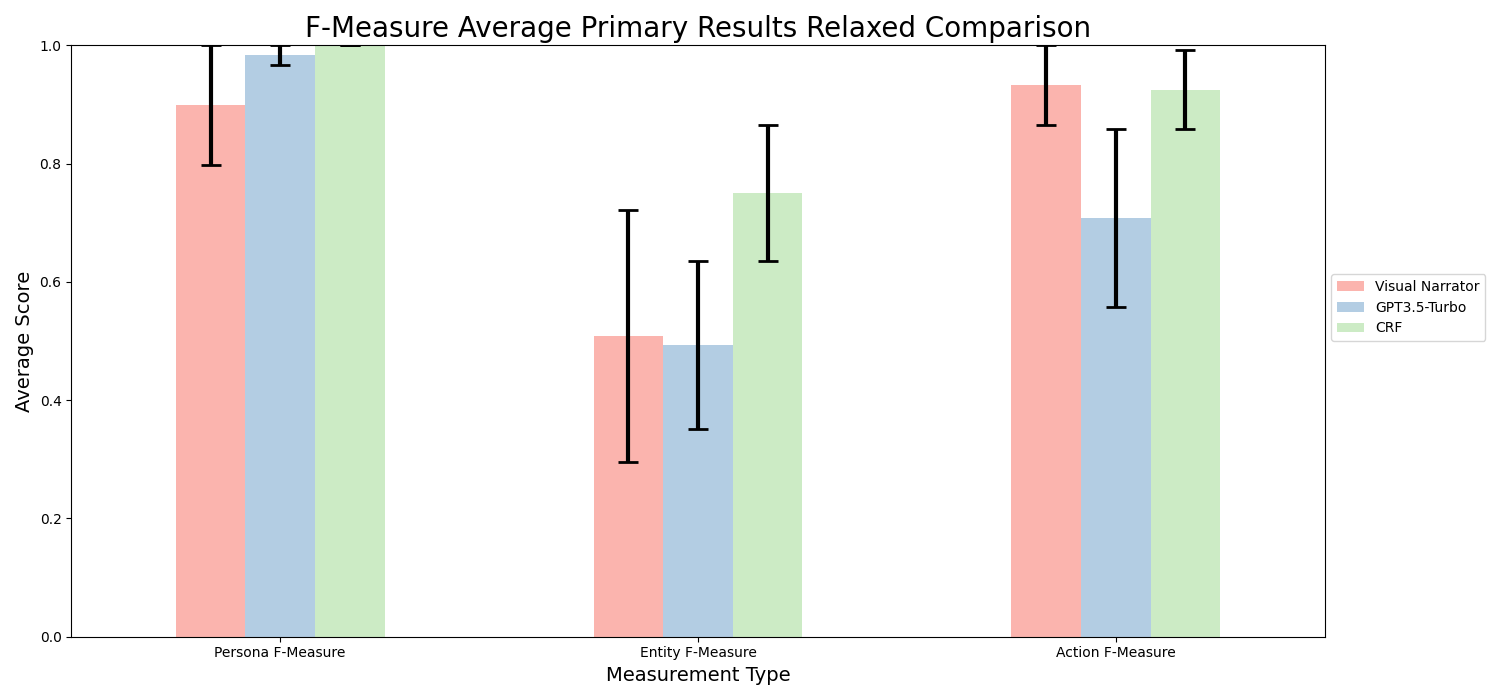 F-Measure Average Primary Results Relaxed Comparison
Average Score
1.0
0.8
0.6
0.4
0.2
0.0
Persona F-Measure
Entity F-Measure
Action F-Measure
Measurement Type
Visual Narrator
GPT3.5-Turbo
CRF